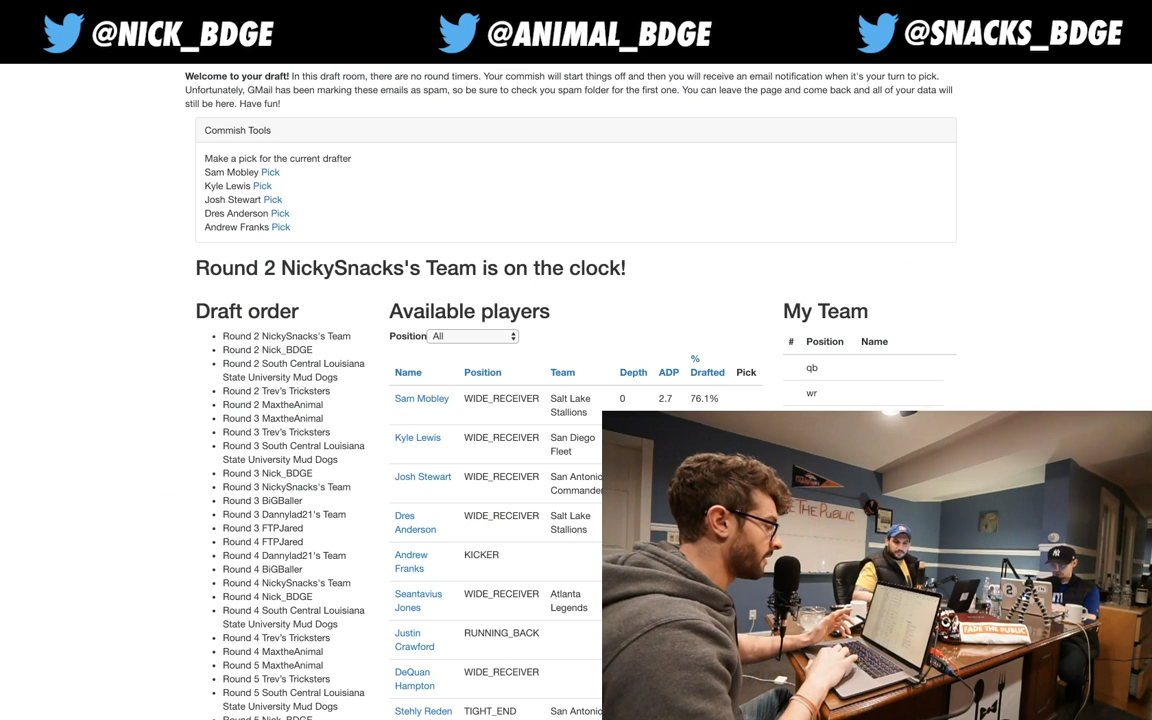 @NICK_BDGE
@ANIMAL_BDGE
@SNACKS_BDGE
Welcome to your draft! In this draft room, there are no round timers. Your commish will start things off and then you will receive an email notification when it's your turn to pick.
Unfortunately, GMail has been marking these emails as spam, so be sure to check you spam folder for the first one. You can leave the page and come back and all of your data will
still be here. Have fun!
Commish Tools
Make a pick for the current drafter
Sam Mobley Pick
Kyle Lewis Pick
Josh Stewart Pick
Dres Anderson Pick
Andrew Franks Pick
Round 2 NickySnacks's Team is on the clock!
Draft order
Round 2 NickySnacks's Team
Round 2 Nick_BDGE
Round 2 South Central Louisiana
State University Mud Dogs
Round 2 Trev's Tricksters
Round 2 MaxtheAnimal
Round 3 MaxtheAnimal
Round 3 Trev's Tricksters
Round 3 South Central Louisiana
State University Mud Dogs
Round 3 Nick_BDGE
Round 3 NickySnacks's Team
Round 3 BiGBaller
Round 3 Dannylad21's Team
Round 3 FTPJared
Round 4 FTPJared
Round 4 Dannylad21's Team
Round 4 BiGBaller
Round 4 NickySnacks's Team
Round 4 Nick_BDGE
Round 4 South Central Louisiana
State University Mud Dogs
Round 4 Trev's Tricksters
Round 4 MaxtheAnimal
Round 5 MaxtheAnimal
Round 5 Trev's Tricksters
Round 5 South Central Louisiana
State University Mud Dogs
Round 5 Nick_BDGE
Available players
Position All
%
Name Position Team Depth ADP Drafted Pick
Sam Mobley WIDE_RECEIVER Salt Lake 0 2.7 76.1%
Stallions
Kyle Lewis WIDE_RECEIVER San Diego
Fleet
Josh Stewart WIDE_RECEIVER San Antonio
Commander
Dres WIDE_RECEIVER Salt Lake
Anderson Stallions
Andrew KICKER
Franks
Seantavius WIDE_RECEIVER Atlanta
Jones Legends
Justin RUNNING_BACK
Crawford
DeQuan WIDE_RECEIVER
Hampton
Stehly Reden TIGHT_END San Antonio
My Team
# Position Name
qb
wr
THE PUBLIC
FADE THE PUBLIC